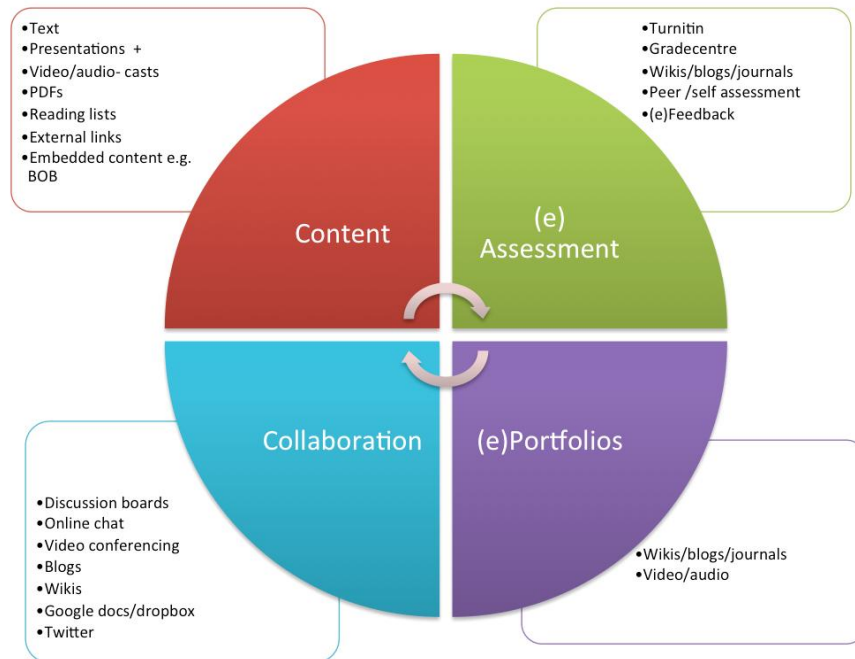 •Text
•Presentations +
•Video/audio- casts
•PDFs
•Reading lists
•External links
•Embedded content e.g.
BOB
•Turnitin
•Gradecentre
•Wikis/blogs/journals
•Peer /self assessment
•(e)Feedback
Content
(e)
Assessment
Collaboration
(e)Portfolios
•Discussion boards
•Online chat
•Video conferencing
•Blogs
•Wikis
•Google docs/dropbox
•Twitter
•Wikis/blogs/journals
•Video/audio